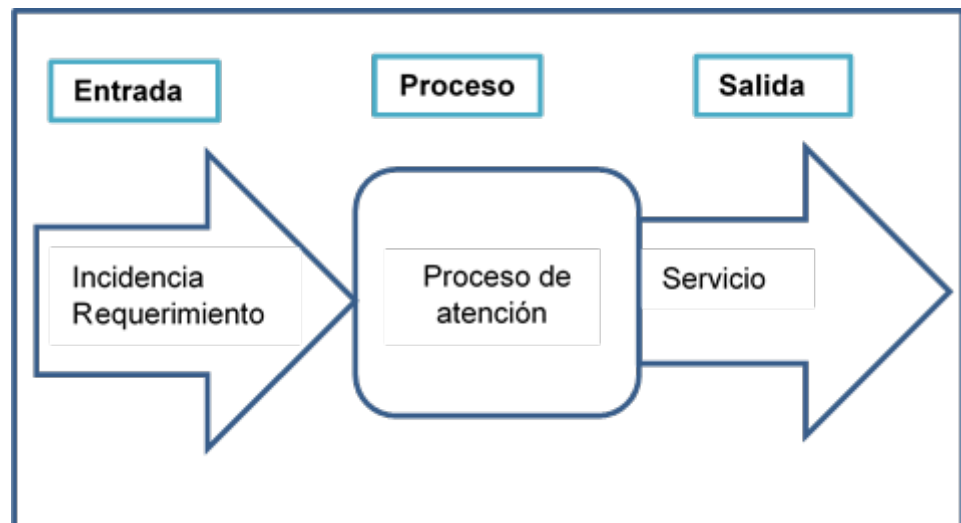 Entrada
Proceso
Salida
Incidencia
Requerimiento
Proceso de
atención
Servicio